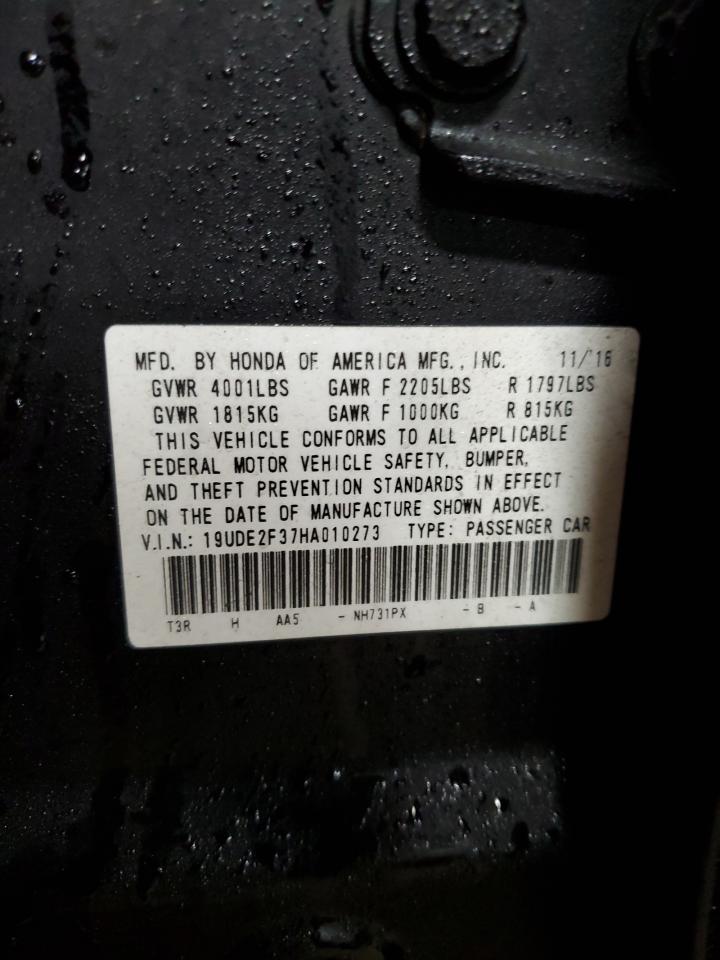 MFD. BY HONDA OF AMERICA MFG., INC. 11/'16
GVWR 4001LBS GAWR F 2205LBS R 1797LBS
GVWR 1815KG GAWR F 1000KG R 815KG
THIS VEHICLE CONFORMS TO ALL APPLICABLE
FEDERAL MOTOR VEHICLE SAFETY, BUMPER,
AND THEFT PREVENTION STANDARDS IN EFFECT
ON THE DATE OF MANUFACTURE SHOWN ABOVE.
V.I.N.: 19UDE2F37HA010273 TYPE: PASSENGER CAR
T3R H AA5 - NH731PX - B - A